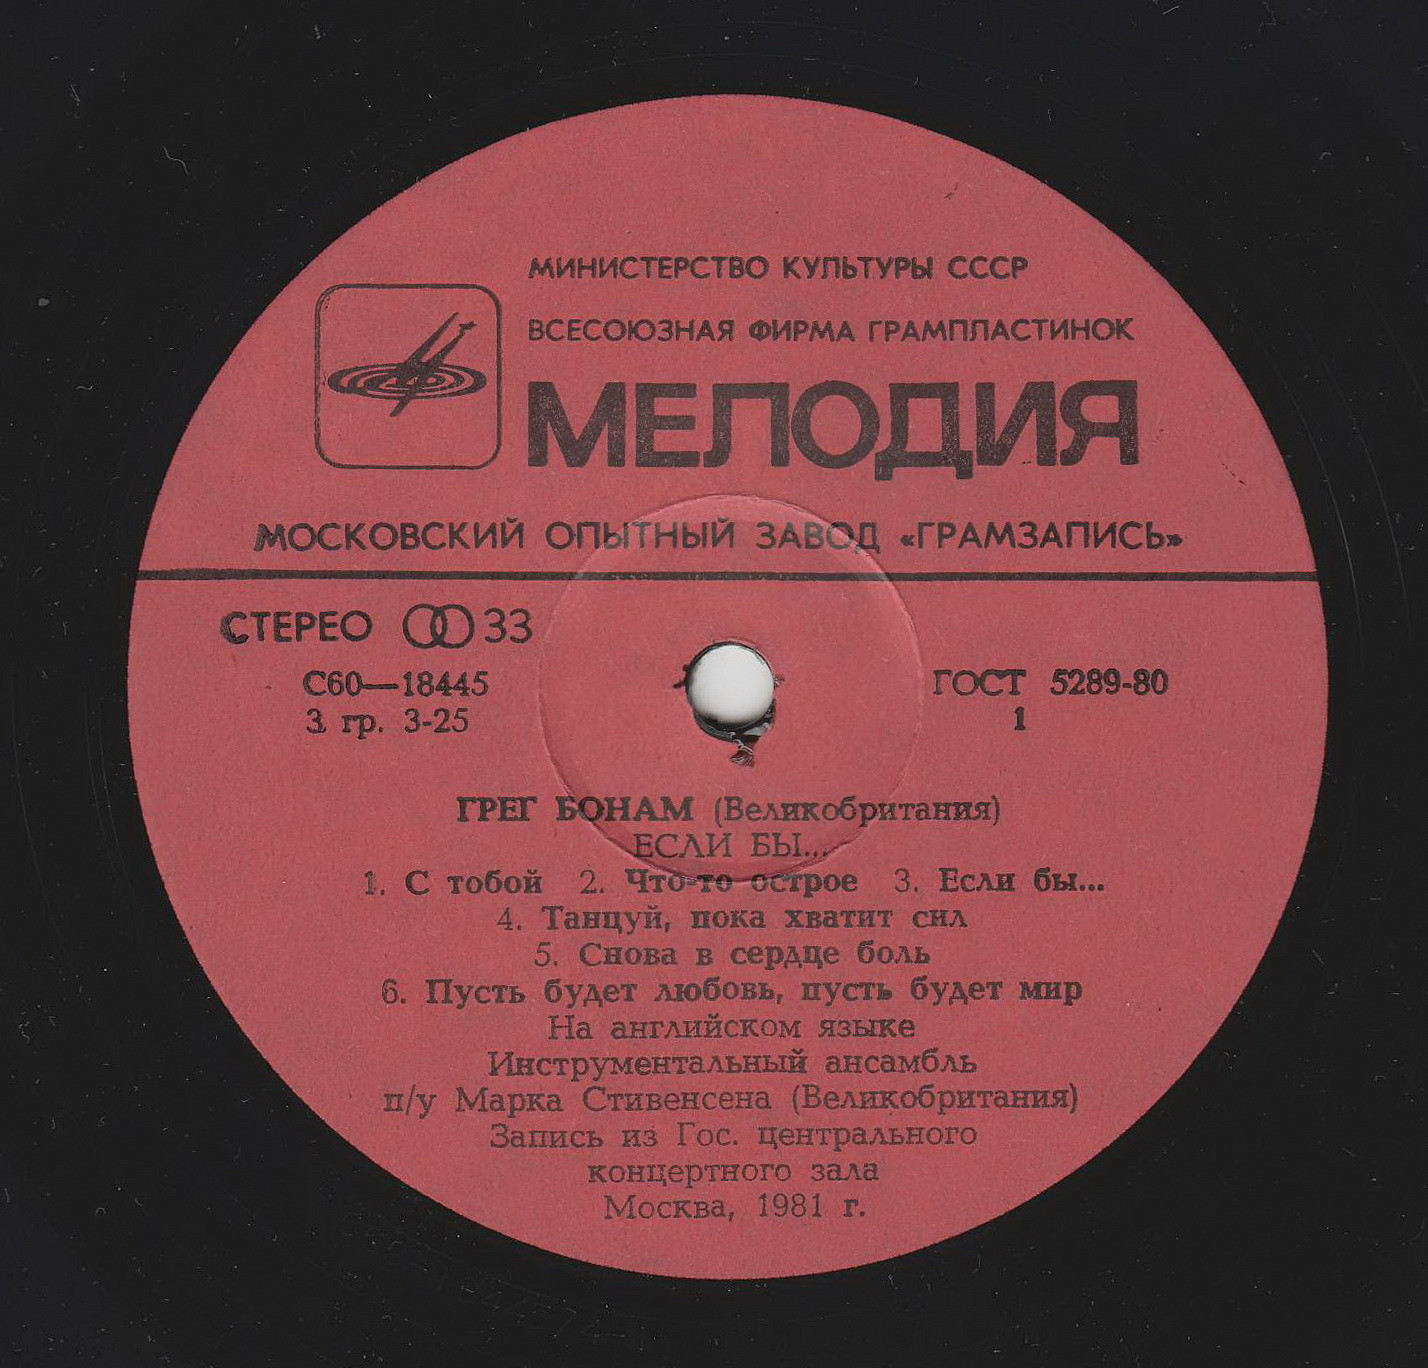 МИНИСТЕРСТВО КУЛЬТУРЫ СССР
ВСЕСОЮЗНАЯ ФИРМА ГРАМПЛАСТИНОК
МЕЛОДИЯ
МОСКОВСКИЙ ОПЫТНЫЙ ЗАВОД «ГРАМЗАПИСЬ»
СТЕРЕО 33
С60—18445
ГОСТ 5289-80
3 гр. 3-25
1
ГРЕГ БОНАМ (Великобритания)
ЕСЛИ БЫ...
1. С тобой 2. Что-то острое 3. Если бы...
4. Танцуй, пока хватит сил
5. Снова в сердце боль
6. Пусть будет любовь, пусть будет мир
На английском языке
Инструментальный ансамбль
п/у Марка Стивенсена (Великобритания)
Запись из Гос. центрального
концертного зала
Москва, 1981 г.